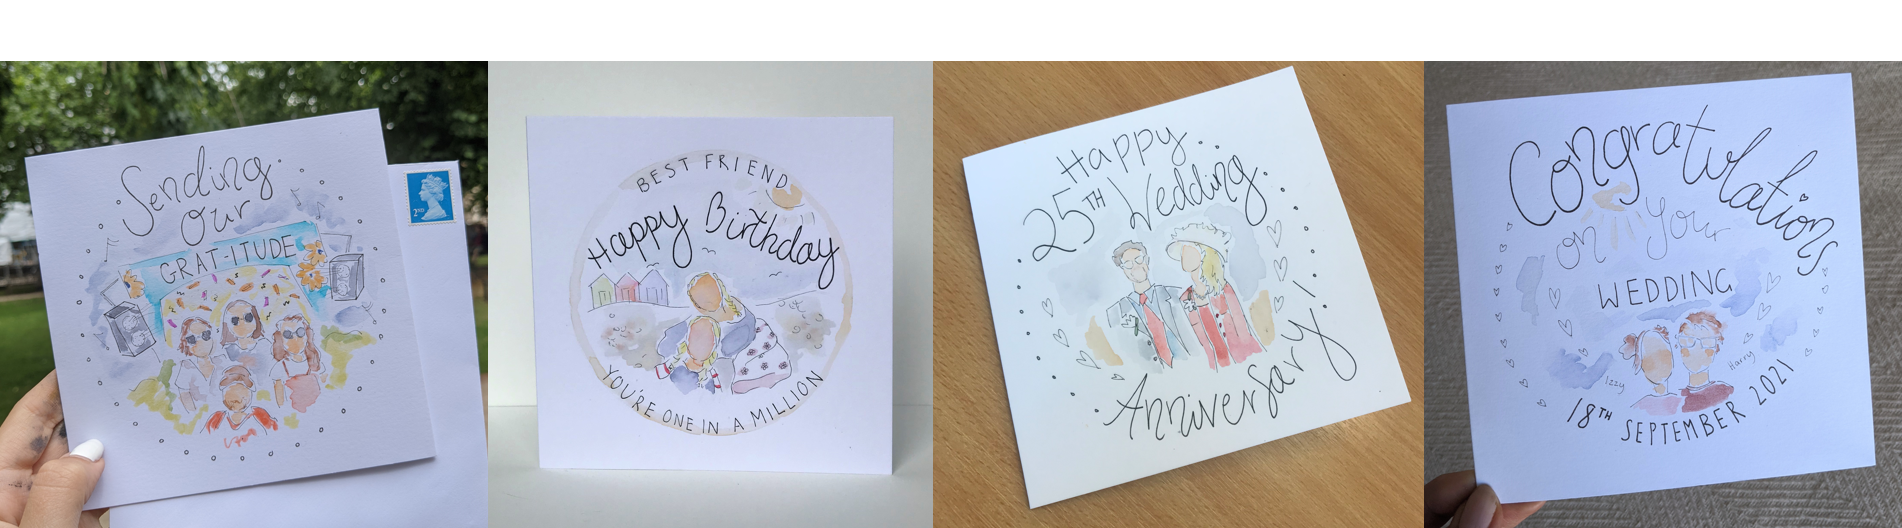 Sending
our
GRAT-ITUDE
2ND
BEST FRIEND
Happy Birthday
YOU'RE ONE IN A MILLION
Happy
25TH Wedding
Anniversary!
Congratulations
on Your
WEDDING
Izzy
Harry
18TH SEPTEMBER 2021